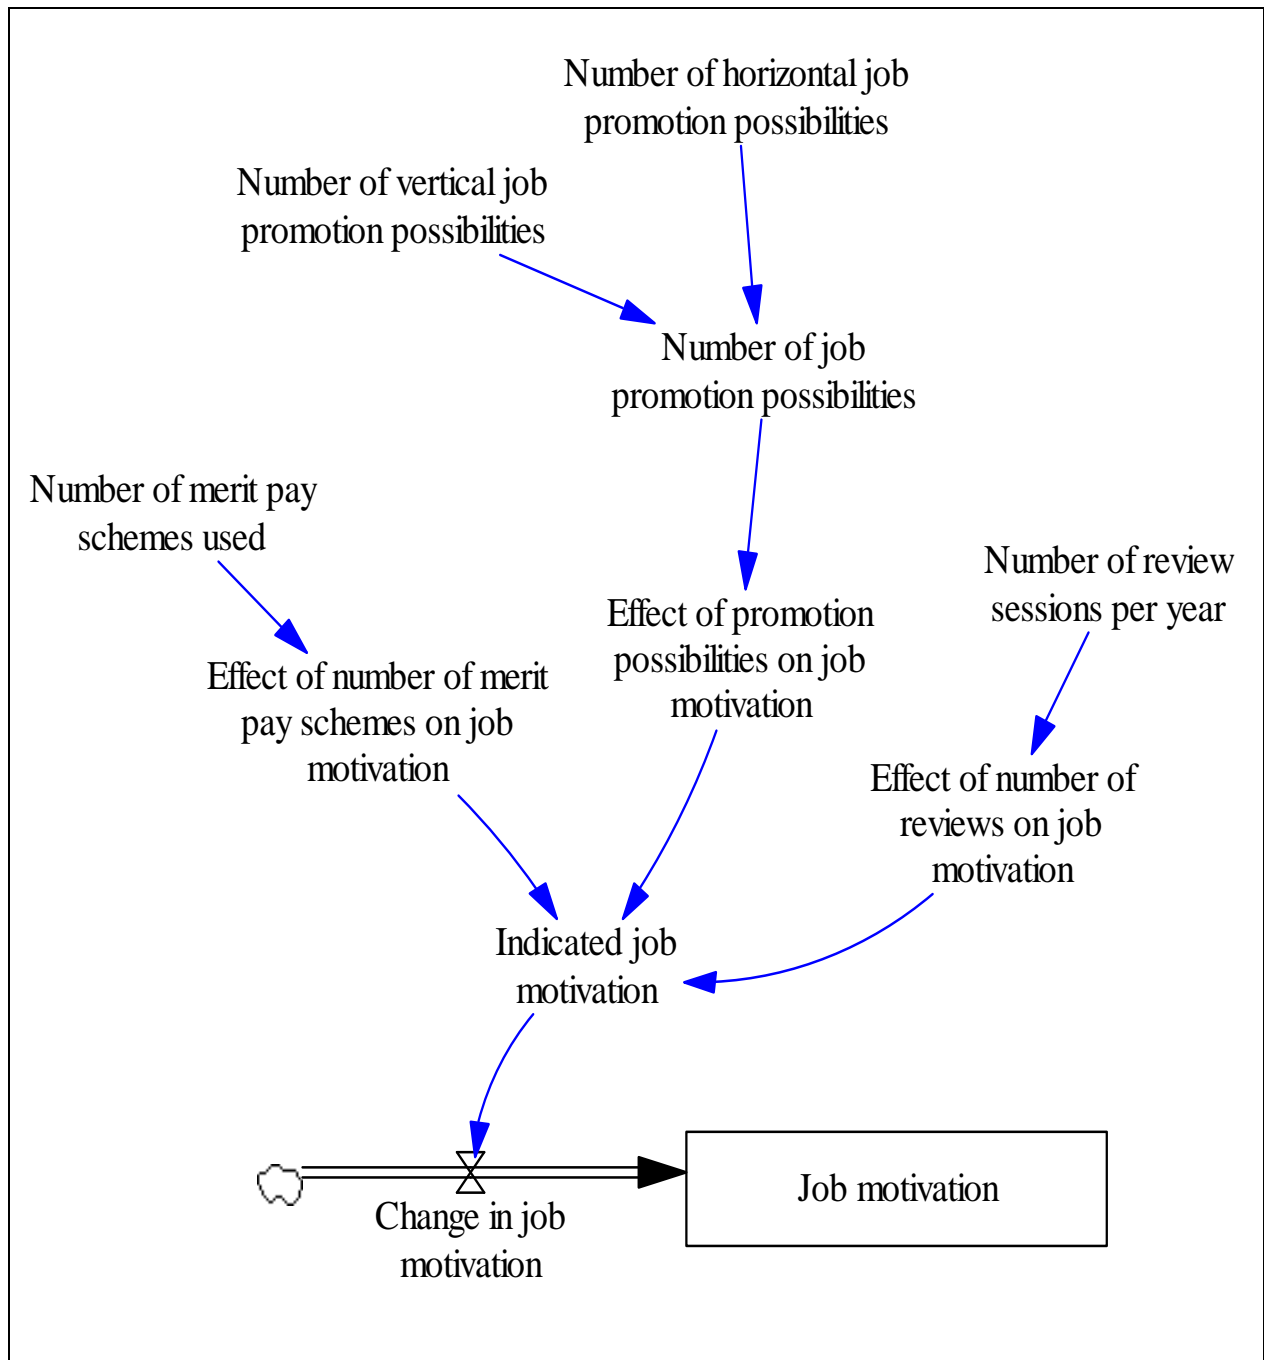 Number of horizontal job
promotion possibilities
Number of vertical job
promotion possibilities
Number of job
promotion possibilities
Number of merit pay
schemes used
Number of review
sessions per year
Effect of promotion
possibilities on job
motivation
Effect of number of merit
pay schemes on job
motivation
Effect of number of
reviews on job
motivation
Indicated job
motivation
Job motivation
Change in job
motivation